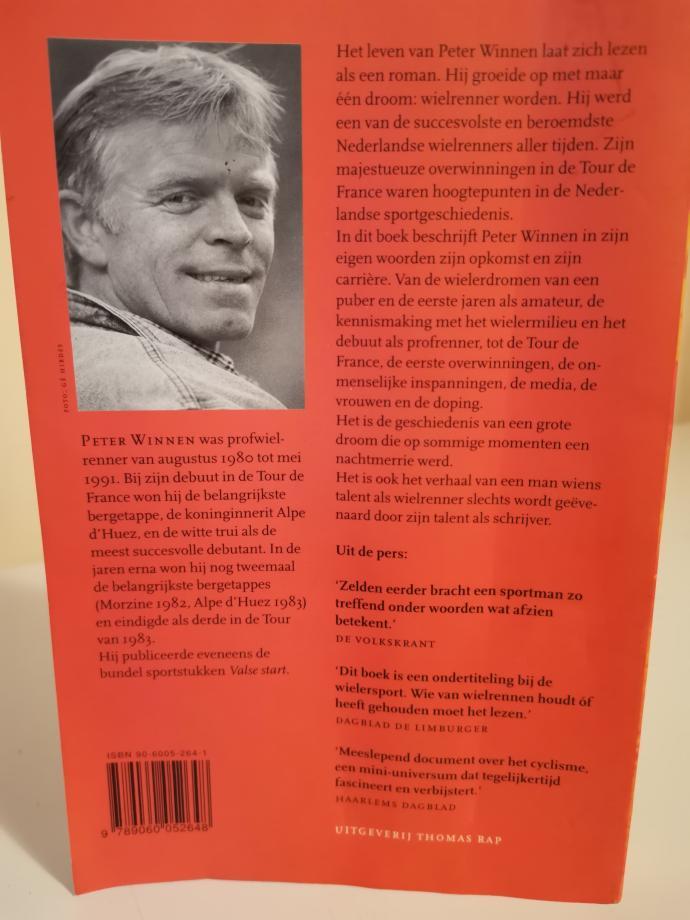 FOTO: GÉ HIRDES
PETER WINNEN was profwiel-
renner van augustus 1980 tot mei
1991. Bij zijn debuut in de Tour de
France won hij de belangrijkste
bergetappe, de koninginnerit Alpe
d'Huez, en de witte trui als de
meest succesvolle debutant. In de
jaren erna won hij nog tweemaal
de belangrijkste bergetappes
(Morzine 1982, Alpe d'Huez 1983)
en eindigde als derde in de Tour
van 1983.
Hij publiceerde eveneens de
bundel sportstukken Valse start.
ISBN 90-6005-264-1
9 789060 052648
Het leven van Peter Winnen laat zich lezen
als een roman. Hij groeide op met maar
één droom: wielrenner worden. Hij werd
een van de succesvolste en beroemdste
Nederlandse wielrenners aller tijden. Zijn
majestueuze overwinningen in de Tour de
France waren hoogtepunten in de Neder-
landse sportgeschiedenis.
In dit boek beschrijft Peter Winnen in zijn
eigen woorden zijn opkomst en zijn
carrière. Van de wielerdromen van een
puber en de eerste jaren als amateur, de
kennismaking met het wielermilieu en het
debuut als profrenner, tot de Tour de
France, de eerste overwinningen, de on-
menselijke inspanningen, de media, de
vrouwen en de doping.
Het is de geschiedenis van een grote
droom die op sommige momenten een
nachtmerrie werd.
Het is ook het verhaal van een man wiens
talent als wielrenner slechts wordt geëve-
naard door zijn talent als schrijver.
Uit de pers:
'Zelden eerder bracht een sportman zo
treffend onder woorden wat afzien
betekent.'
DE VOLKSKRANT
'Dit boek is een ondertiteling bij de
wielersport. Wie van wielrennen houdt óf
heeft gehouden moet het lezen.'
DAGBLAD DE LIMBURGER
'Meeslepend document over het cyclisme,
een mini-universum dat tegelijkertijd
fascineert en verbijstert.'
HAARLEMS DAGBLAD
UITGEVERIJ THOMAS RAP